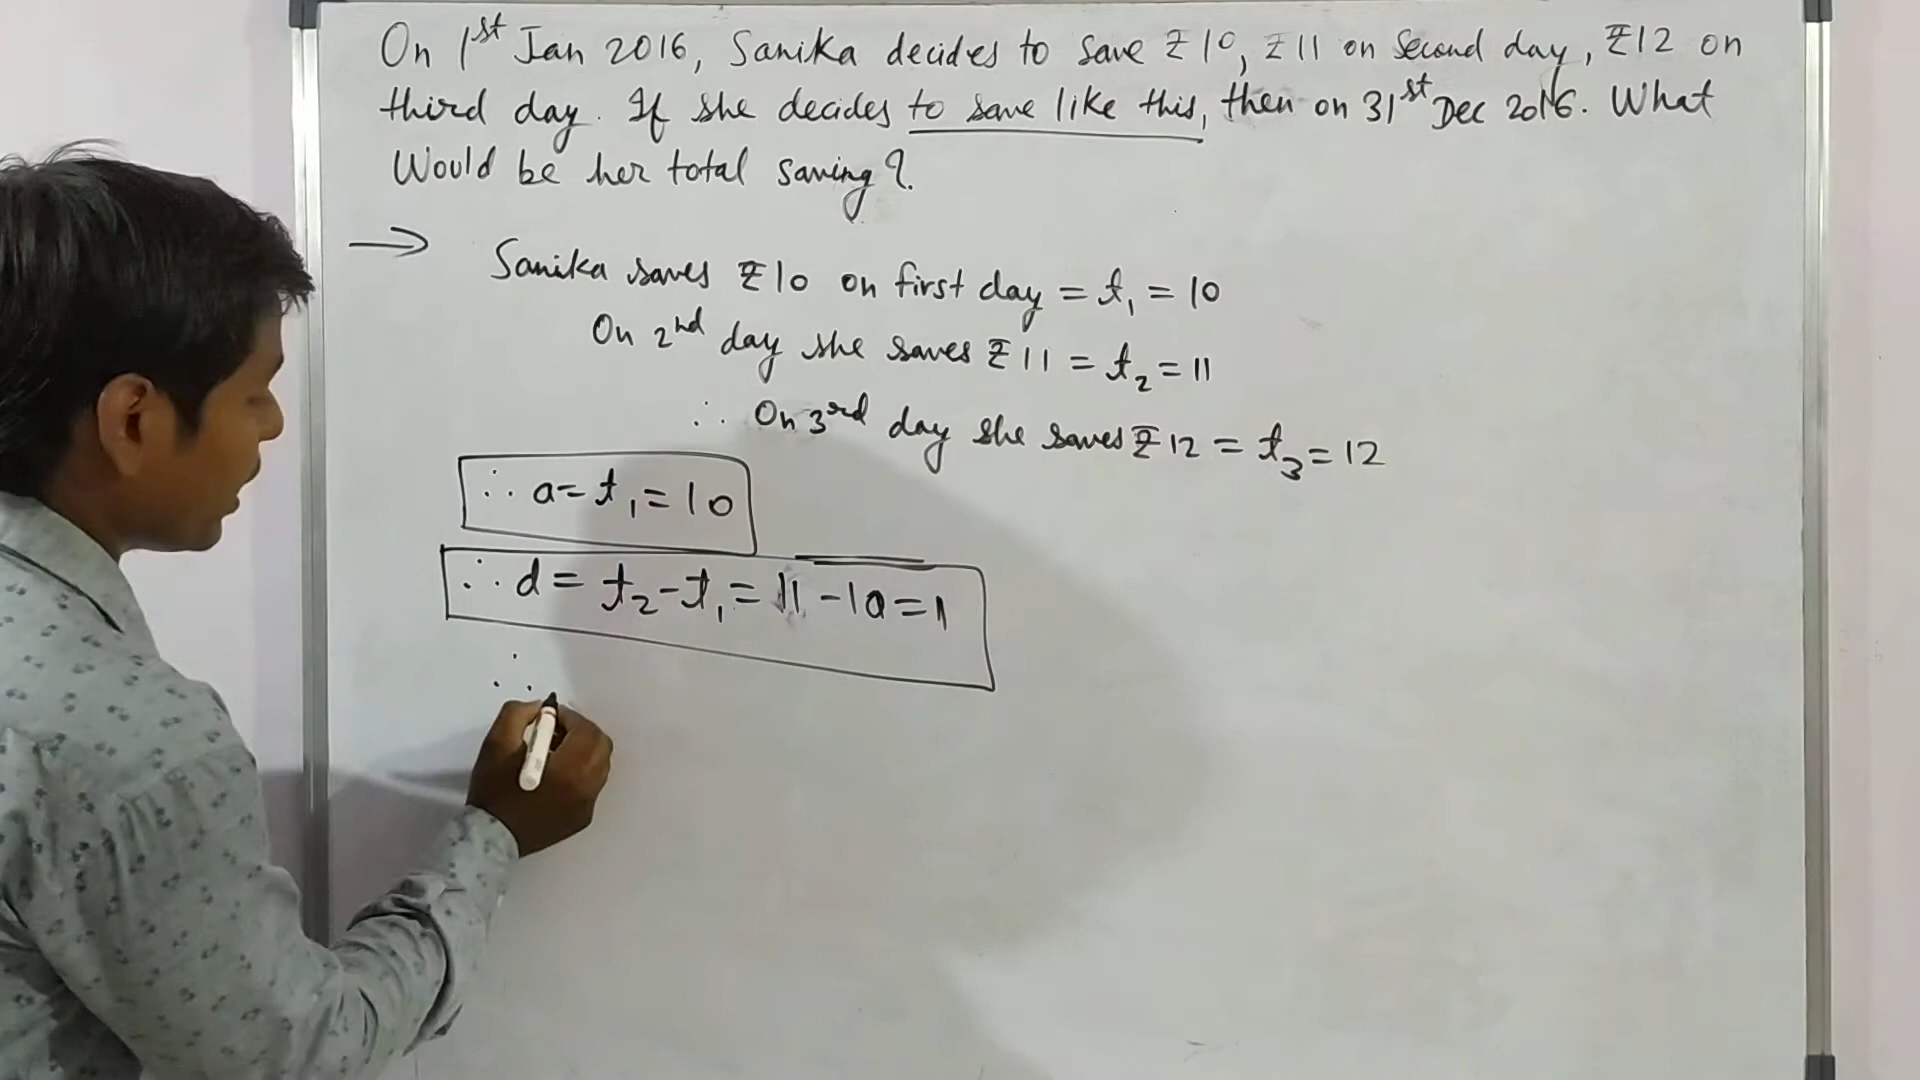 On 1st Jan 2016, Sanika decides to save ₹10, ₹11 on Second day, ₹12 on
third day. If she decides to save like this, then on 31st Dec 2016. What
Would be her total saving?
→ Sanika saves ₹10 on first day = t₁ = 10
On 2nd day she saves ₹11 = t₂ = 11
∴ On 3rd day she saves ₹12 = t₃ = 12
∴ a = t₁ = 10
∴ d = t₂ - t₁ = 11 - 10 = 1
∴